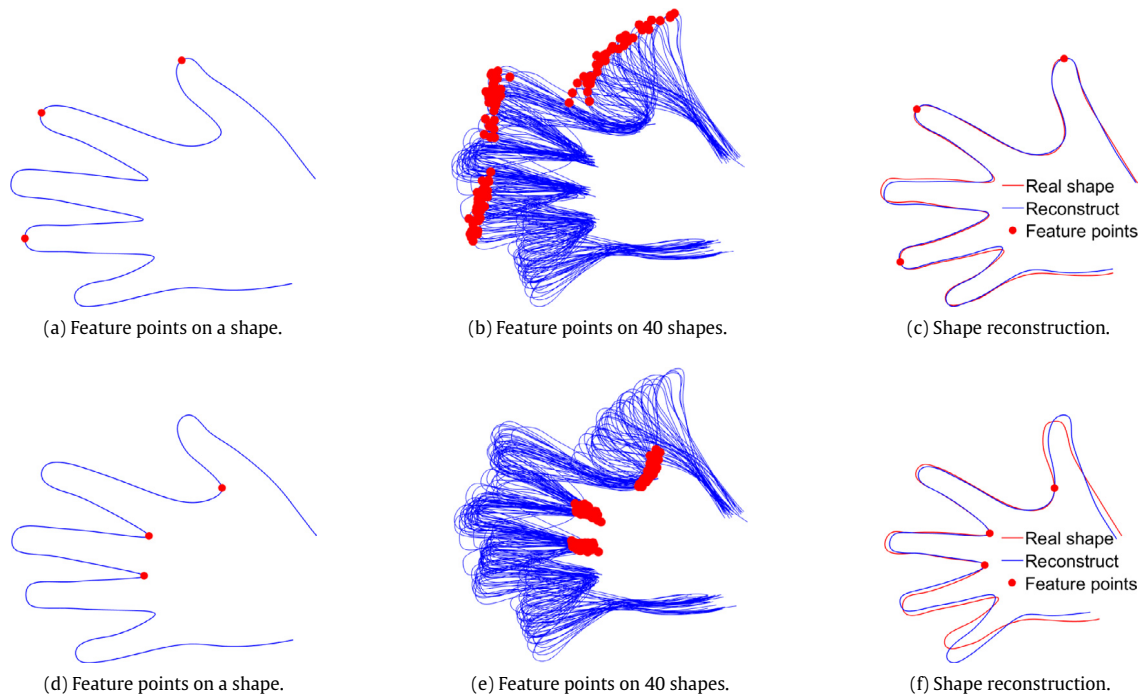 Real shape
Reconstruct
Feature points
(a) Feature points on a shape.
(b) Feature points on 40 shapes.
(c) Shape reconstruction.
Real shape
Reconstruct
Feature points
(d) Feature points on a shape.
(e) Feature points on 40 shapes.
(f) Shape reconstruction.